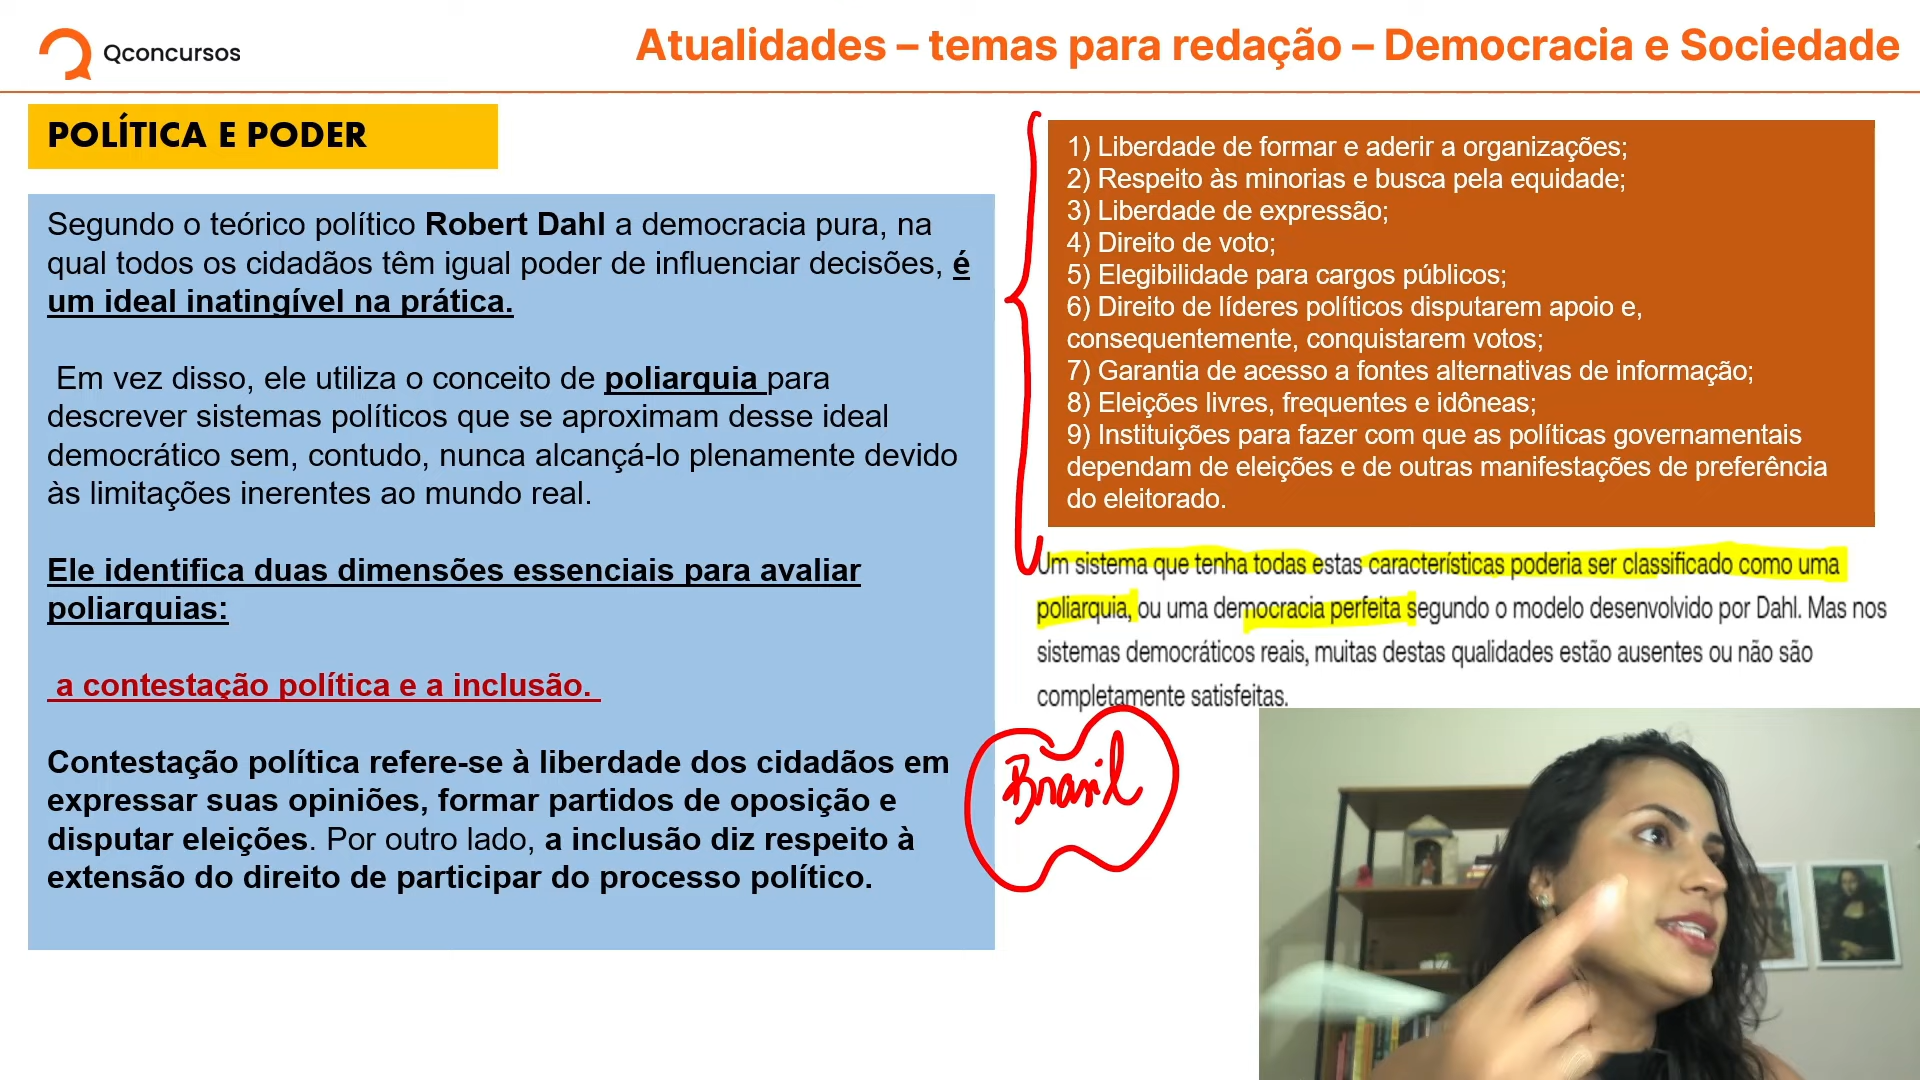 Qconcursos
Atualidades – temas para redação – Democracia e Sociedade
POLÍTICA E PODER
Segundo o teórico político Robert Dahl a democracia pura, na
qual todos os cidadãos têm igual poder de influenciar decisões, é
um ideal inatingível na prática.
Em vez disso, ele utiliza o conceito de poliarquia para
descrever sistemas políticos que se aproximam desse ideal
democrático sem, contudo, nunca alcançá-lo plenamente devido
às limitações inerentes ao mundo real.
Ele identifica duas dimensões essenciais para avaliar
poliarquias:
a contestação política e a inclusão.
Contestação política refere-se à liberdade dos cidadãos em
expressar suas opiniões, formar partidos de oposição e
disputar eleições. Por outro lado, a inclusão diz respeito à
extensão do direito de participar do processo político.
1) Liberdade de formar e aderir a organizações;
2) Respeito às minorias e busca pela equidade;
3) Liberdade de expressão;
4) Direito de voto;
5) Elegibilidade para cargos públicos;
6) Direito de líderes políticos disputarem apoio e,
consequentemente, conquistarem votos;
7) Garantia de acesso a fontes alternativas de informação;
8) Eleições livres, frequentes e idôneas;
9) Instituições para fazer com que as políticas governamentais
dependam de eleições e de outras manifestações de preferência
do eleitorado.
Um sistema que tenha todas estas características poderia ser classificado como uma
poliarquia, ou uma democracia perfeita segundo o modelo desenvolvido por Dahl. Mas nos
sistemas democráticos reais, muitas destas qualidades estão ausentes ou não são
completamente satisfeitas.
Brasil